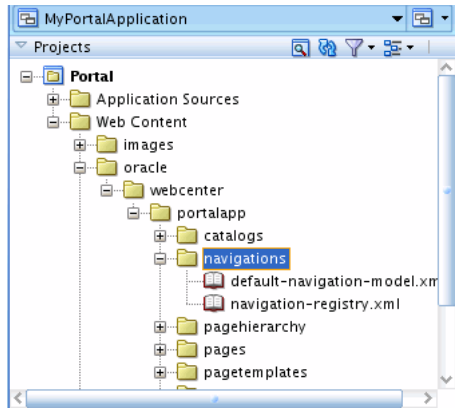 MyPortalApplication
Projects
Portal
Application Sources
Web Content
images
oracle
webcenter
portalapp
catalogs
navigations
default-navigation-model.xm
navigation-registry.xml
pagehierarchy
pages
pagetemplates